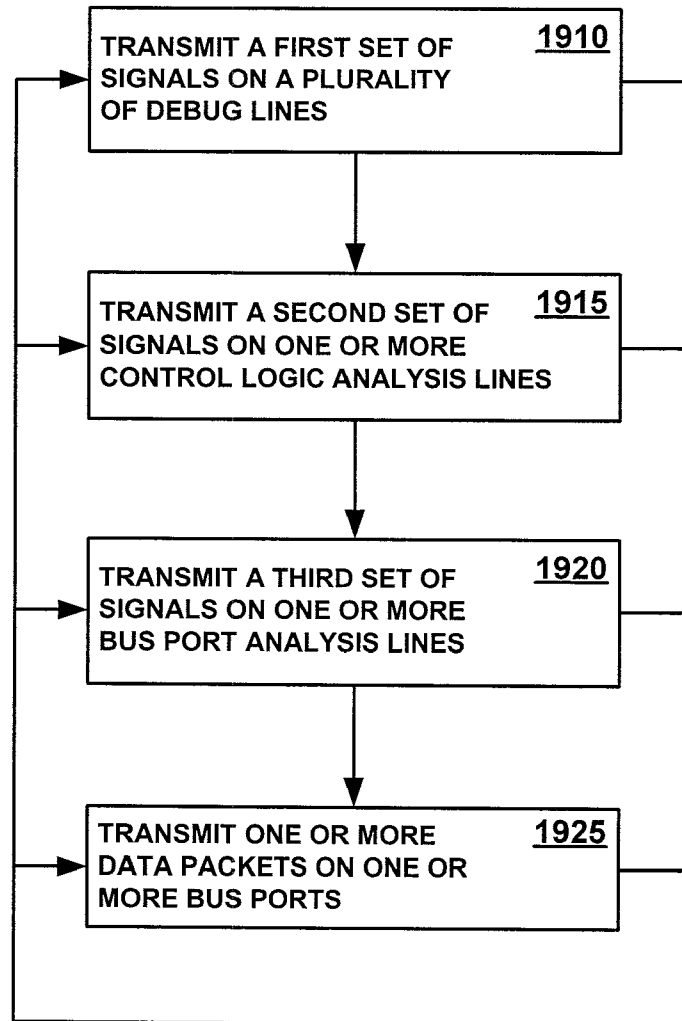 1910
TRANSMIT A FIRST SET OF
SIGNALS ON A PLURALITY
OF DEBUG LINES
1915
TRANSMIT A SECOND SET OF
SIGNALS ON ONE OR MORE
CONTROL LOGIC ANALYSIS LINES
1920
TRANSMIT A THIRD SET OF
SIGNALS ON ONE OR MORE
BUS PORT ANALYSIS LINES
1925
TRANSMIT ONE OR MORE
DATA PACKETS ON ONE OR
MORE BUS PORTS